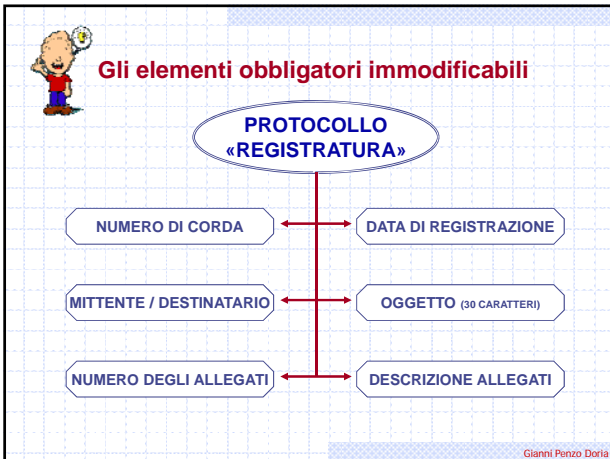 Gli elementi obbligatori immodificabili
PROTOCOLLO
«REGISTRATURA»
NUMERO DI CORDA
DATA DI REGISTRAZIONE
MITTENTE / DESTINATARIO
OGGETTO (30 CARATTERI)
NUMERO DEGLI ALLEGATI
DESCRIZIONE ALLEGATI
Gianni Penzo Doria